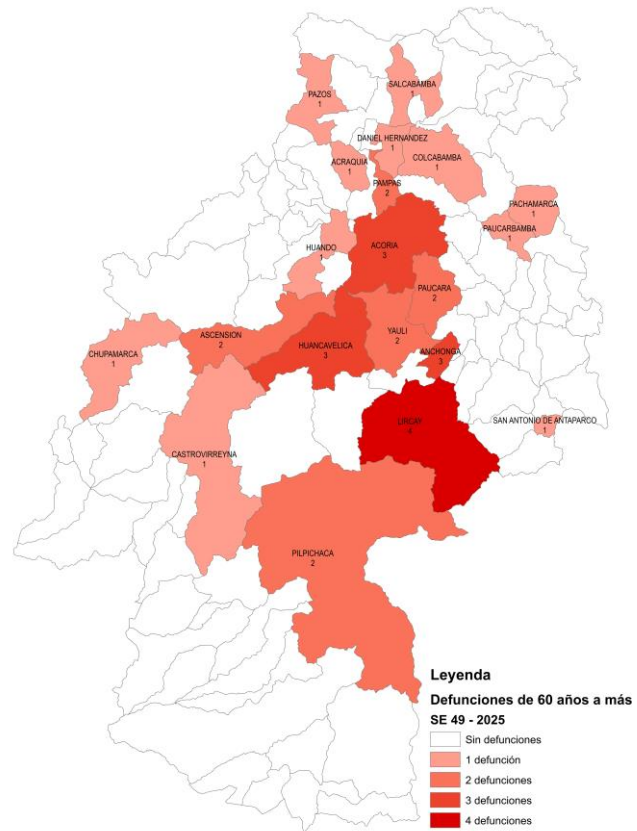 SALCABAMBA
1
PAZOS
1
DANIEL HERNANDEZ
1
COLCABAMBA
1
ACRAQUIA
1
PAMPAS
2
PACHAMARCA
1
PAUCARBAMBA
1
HUANDO
1
ACORIA
3
PAUCARA
2
ASCENSION
2
YAULI
2
HUANCAVELICA
3
ANCHONGA
3
CHUPAMARCA
1
LIRCAY
4
SAN ANTONIO DE ANTAPARCO
1
CASTROVIRREYNA
1
PILPICHACA
2
Leyenda
Defunciones de 60 años a más
SE 49 - 2025
Sin defunciones
1 defunción
2 defunciones
3 defunciones
4 defunciones